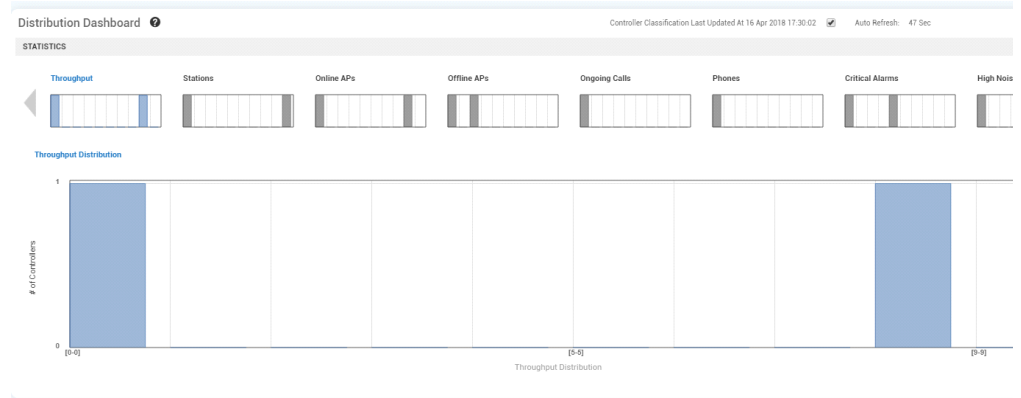 Distribution Dashboard ?
Controller Classification Last Updated At 16 Apr 2018 17:30:02 Auto Refresh: 47 Sec
STATISTICS
Throughput Stations Online APs Offline APs Ongoing Calls Phones Critical Alarms High Nois
Throughput Distribution
1
# of Controllers
0
[0-0] [5-5] [9-9]
Throughput Distribution